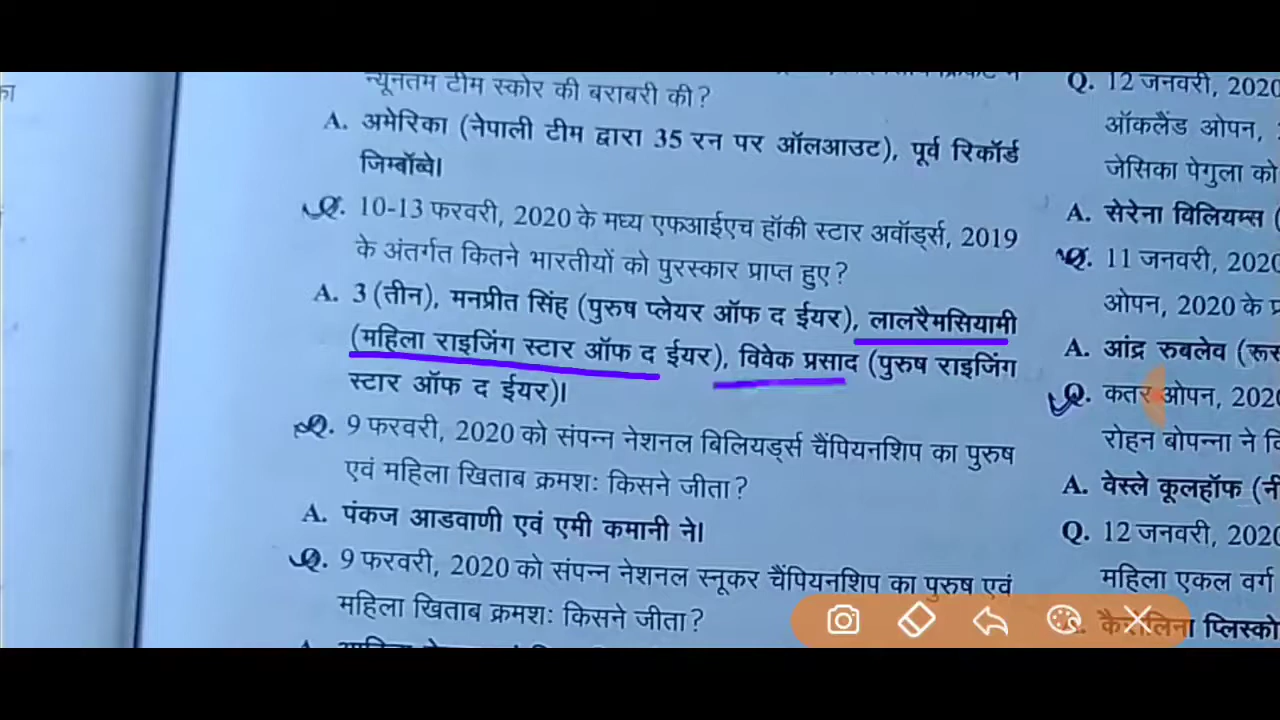 का
न्यूनतम टीम स्कोर की बराबरी की?
A. अमेरिका (नेपाली टीम द्वारा 35 रन पर ऑलआउट), पूर्व रिकॉर्ड
जिम्बॉब्वे।
Q. 10-13 फरवरी, 2020 के मध्य एफआईएच हॉकी स्टार अवॉर्ड्स, 2019
के अंतर्गत कितने भारतीयों को पुरस्कार प्राप्त हुए?
A. 3 (तीन), मनप्रीत सिंह (पुरुष प्लेयर ऑफ द ईयर), लालरैमसियामी
(महिला राइजिंग स्टार ऑफ द ईयर), विवेक प्रसाद (पुरुष राइजिंग
स्टार ऑफ द ईयर)।
Q. 9 फरवरी, 2020 को संपन्न नेशनल बिलियर्ड्स चैंपियनशिप का पुरुष
एवं महिला खिताब क्रमशः किसने जीता?
A. पंकज आडवाणी एवं एमी कमानी ने।
Q. 9 फरवरी, 2020 को संपन्न नेशनल स्नूकर चैंपियनशिप का पुरुष एवं
महिला खिताब क्रमशः किसने जीता?
Q. 12 जनवरी, 2020
ऑकलैंड ओपन,
जेसिका पेगुला को
A. सेरेना विलियम्स (
Q. 11 जनवरी, 2020
ओपन, 2020 के
A. आंद्र रुबलेव (रूस
Q. कतर ओपन, 2020
रोहन बोपन्ना ने
A. वेस्ले कूलहॉफ (नी
Q. 12 जनवरी, 2020
महिला एकल वर्ग
कैरोलिना प्लिस्को